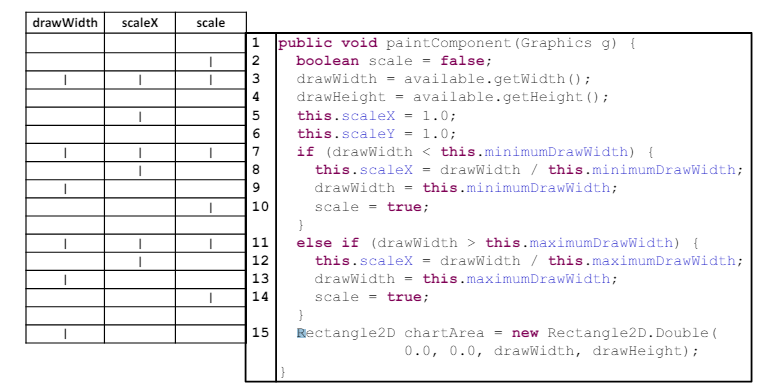 drawWidth scaleX scale
1 public void paintComponent(Graphics g) {
| 2 boolean scale = false;
| | | 3 drawWidth = available.getWidth();
4 drawHeight = available.getHeight();
| 5 this.scaleX = 1.0;
6 this.scaleY = 1.0;
| | | 7 if (drawWidth < this.minimumDrawWidth) {
| 8 this.scaleX = drawWidth / this.minimumDrawWidth;
| 9 drawWidth = this.minimumDrawWidth;
| 10 scale = true;
}
| | | 11 else if (drawWidth > this.maximumDrawWidth) {
| 12 this.scaleX = drawWidth / this.maximumDrawWidth;
| 13 drawWidth = this.maximumDrawWidth;
| 14 scale = true;
}
| 15 Rectangle2D chartArea = new Rectangle2D.Double(
0.0, 0.0, drawWidth, drawHeight);
}